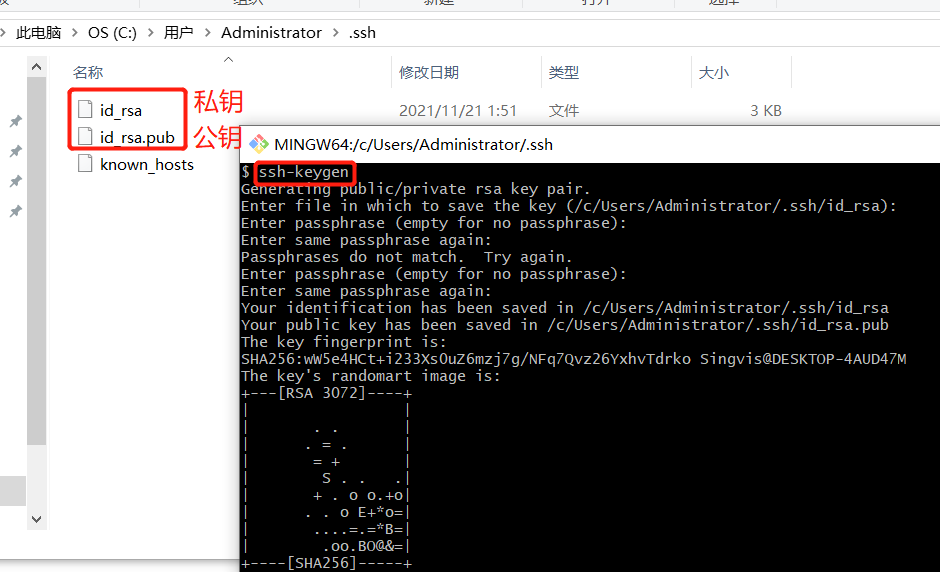 此电脑 > OS (C:) > 用户 > Administrator > .ssh
名称 修改日期 类型 大小
id_rsa 私钥 2021/11/21 1:51 文件 3 KB
id_rsa.pub 公钥
known_hosts
MINGW64:/c/Users/Administrator/.ssh
$ ssh-keygen
Generating public/private rsa key pair.
Enter file in which to save the key (/c/Users/Administrator/.ssh/id_rsa):
Enter passphrase (empty for no passphrase):
Enter same passphrase again:
Passphrases do not match.  Try again.
Enter passphrase (empty for no passphrase):
Enter same passphrase again:
Your identification has been saved in /c/Users/Administrator/.ssh/id_rsa
Your public key has been saved in /c/Users/Administrator/.ssh/id_rsa.pub
The key fingerprint is:
SHA256:wW5e4HCt+i233XsOuZ6mzj7g/NFq7Qvz26YxhvTdrko Singvis@DESKTOP-4AUD47M
The key's randomart image is:
+---[RSA 3072]----+
|                 |
|       . .       |
|      . = .      |
|       = +       |
|        S . .   .|
|       + . o o.+o|
|      . . o E+*o=|
|       ....=.=*B=|
|        .oo.BO@&=|
+----[SHA256]-----+